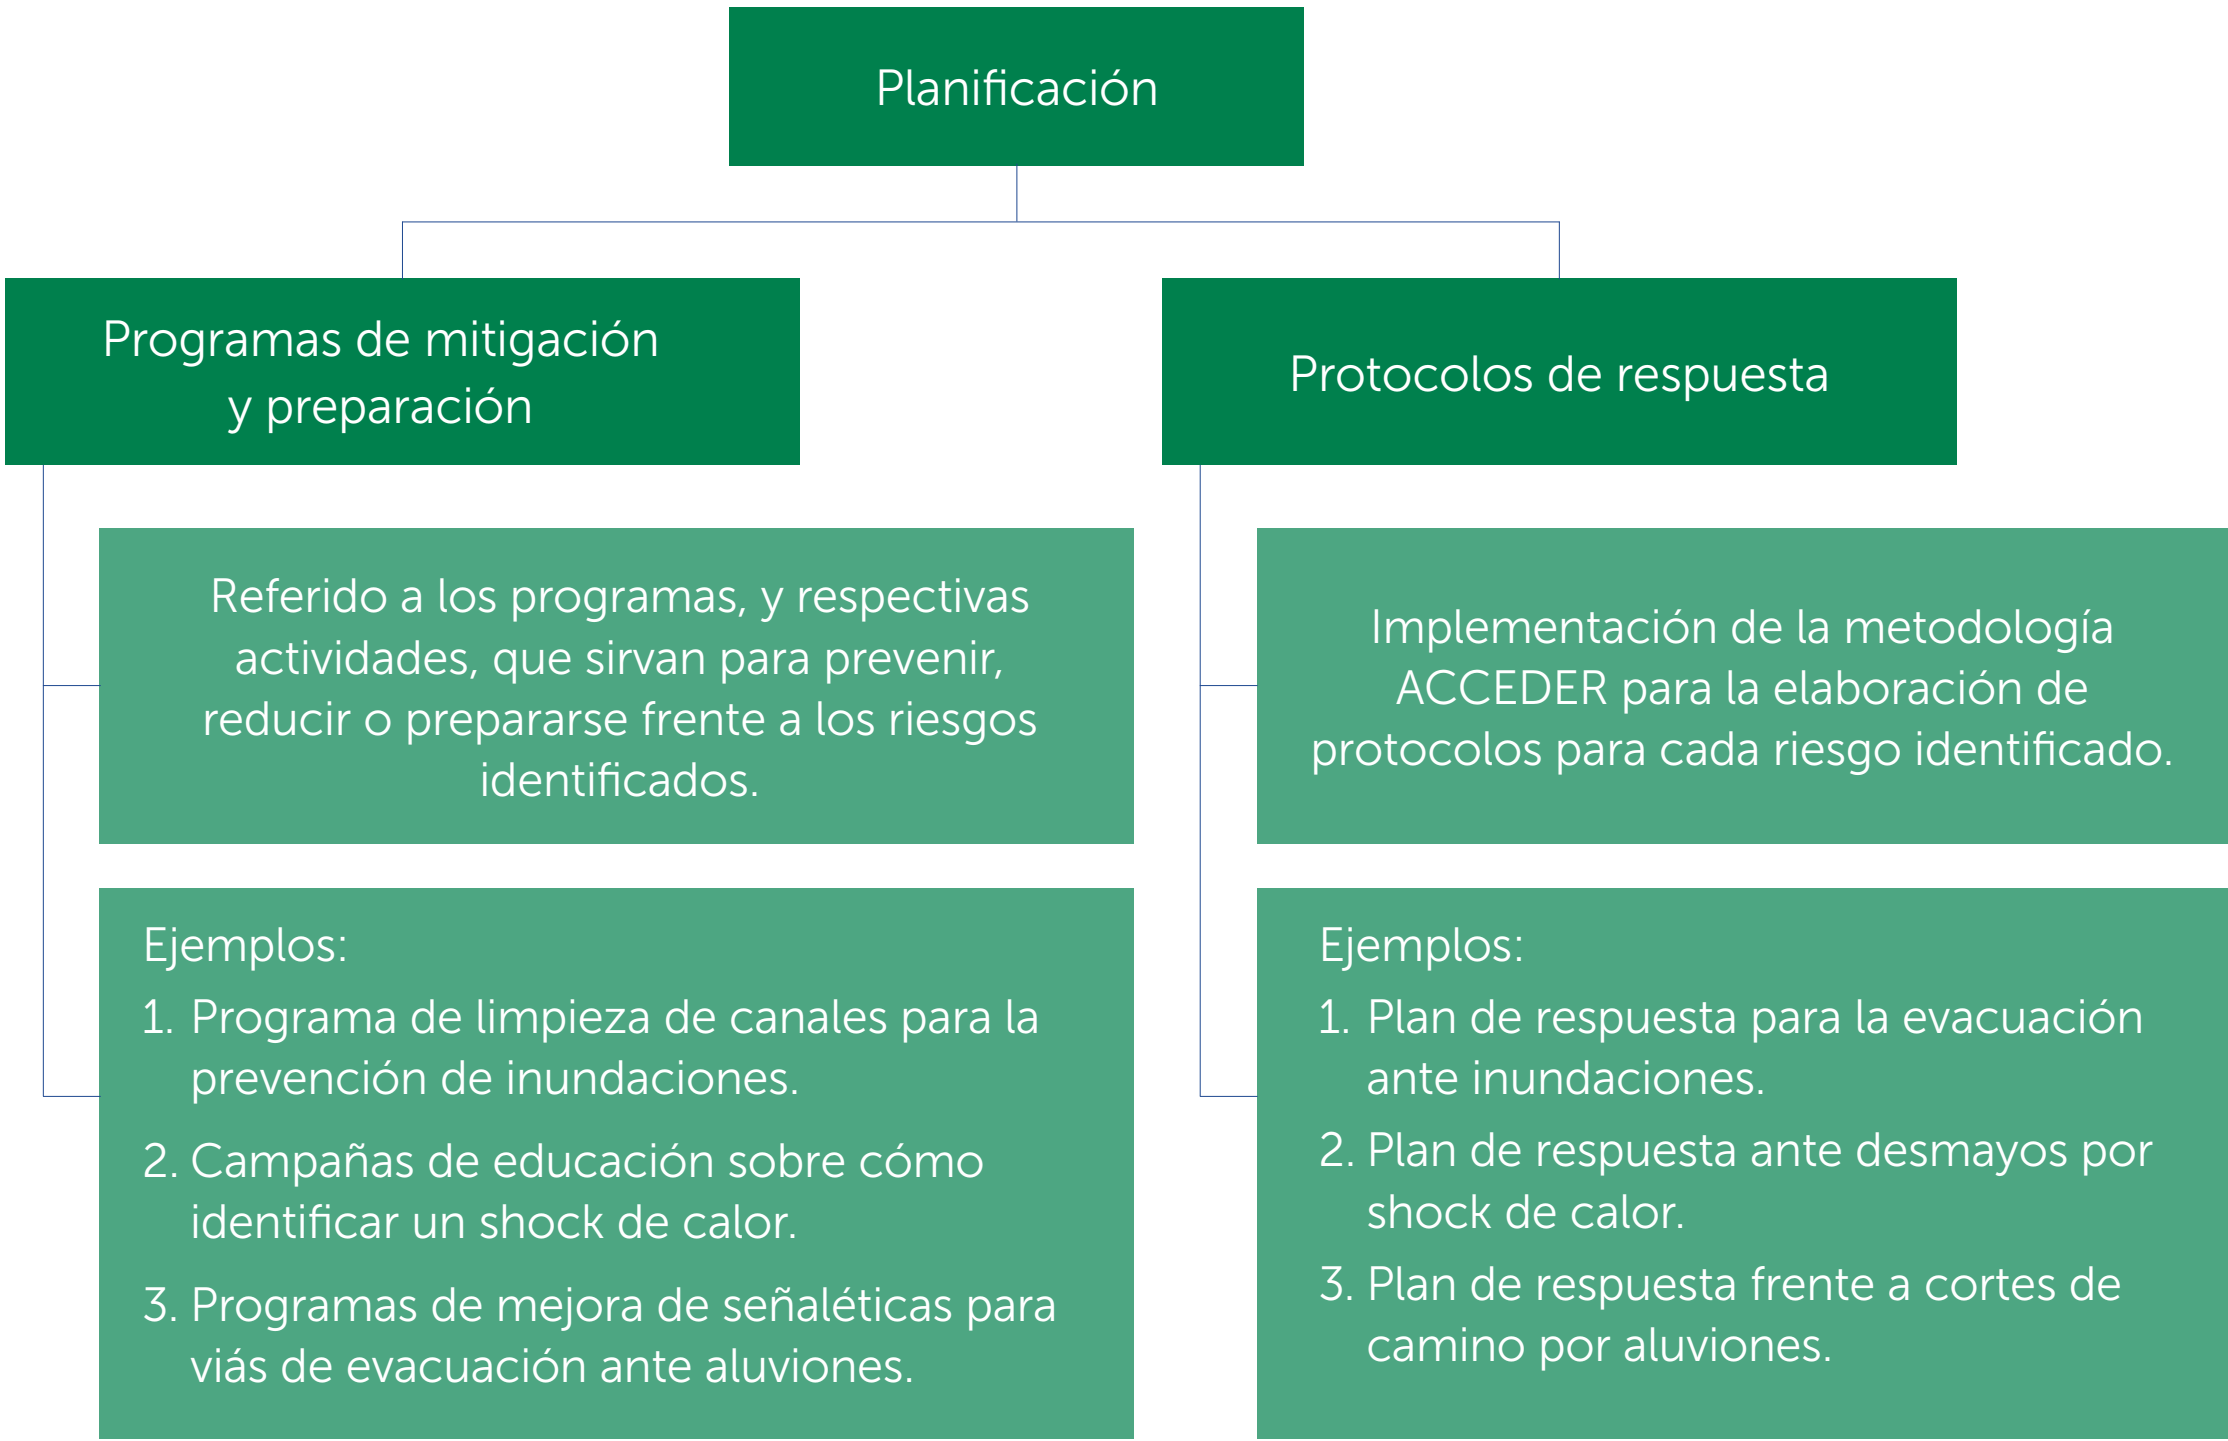 Planificación
Programas de mitigación
y preparación
Referido a los programas, y respectivas
actividades, que sirvan para prevenir,
reducir o prepararse frente a los riesgos
identificados.
Ejemplos:
1. Programa de limpieza de canales para la
prevención de inundaciones.
2. Campañas de educación sobre cómo
identificar un shock de calor.
3. Programas de mejora de señaléticas para
viás de evacuación ante aluviones.
Protocolos de respuesta
Implementación de la metodología
ACCEDER para la elaboración de
protocolos para cada riesgo identificado.
Ejemplos:
1. Plan de respuesta para la evacuación
ante inundaciones.
2. Plan de respuesta ante desmayos por
shock de calor.
3. Plan de respuesta frente a cortes de
camino por aluviones.